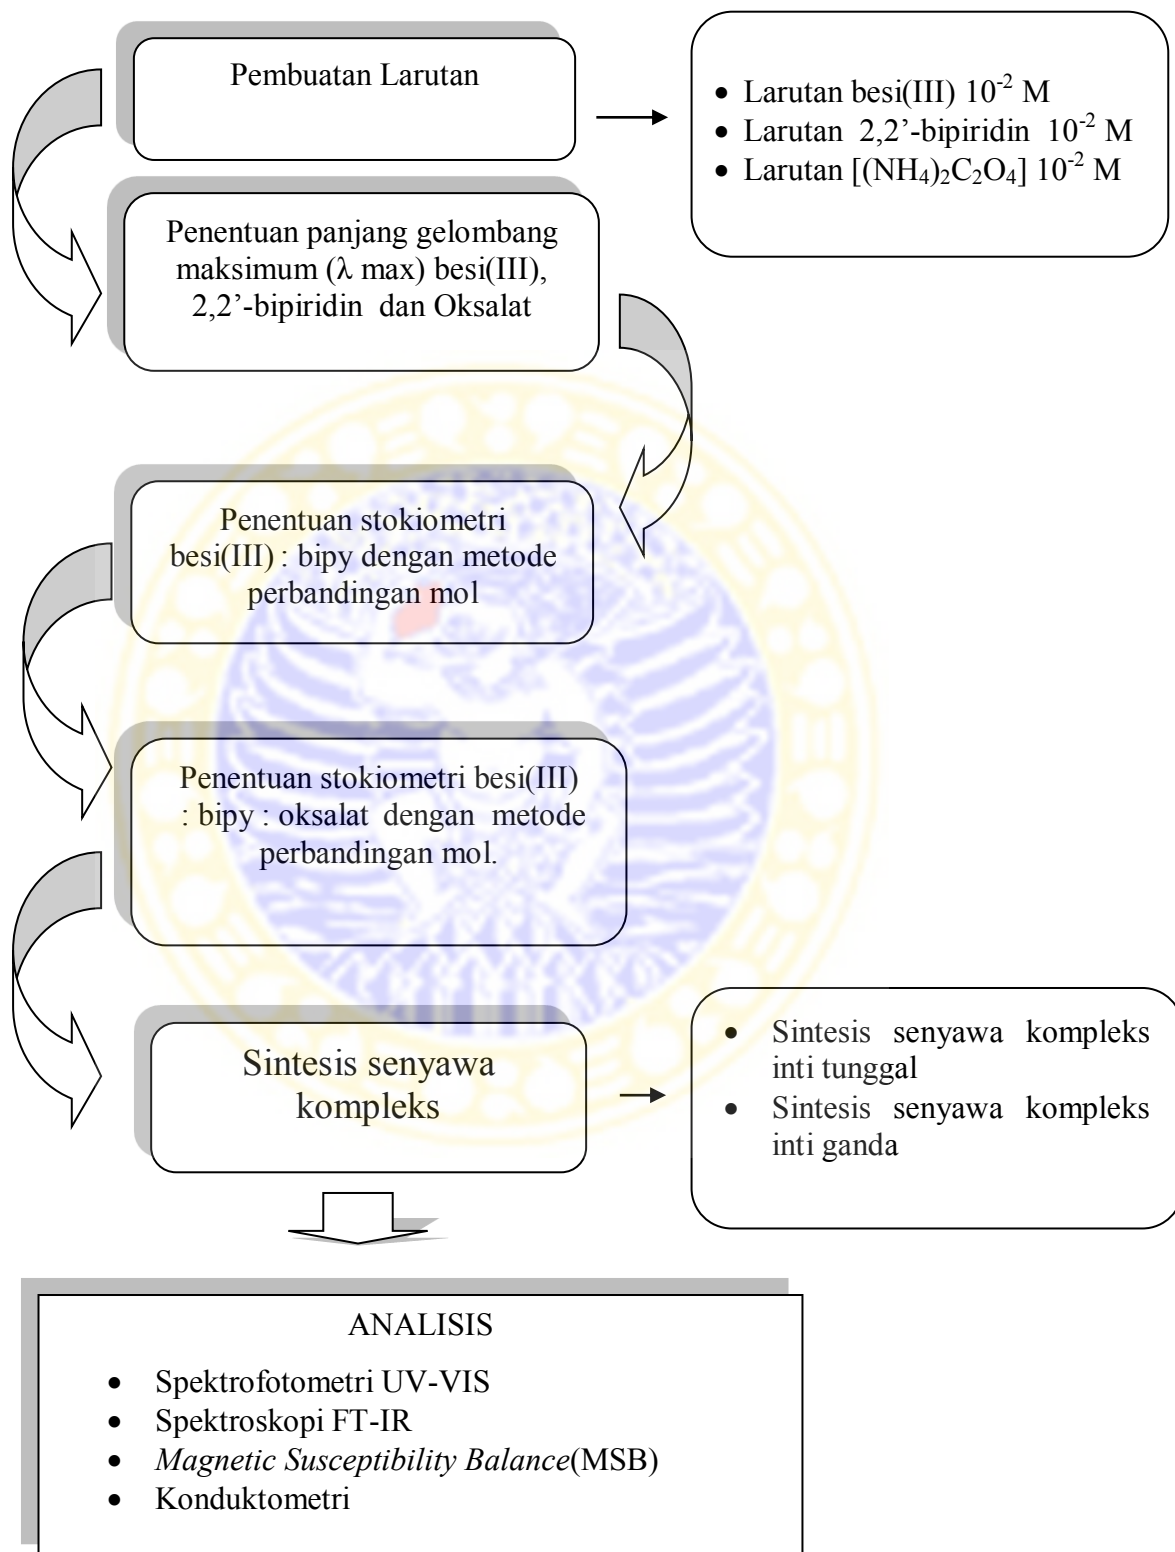 Pembuatan Larutan
• Larutan besi(III) 10⁻² M
• Larutan 2,2’-bipiridin 10⁻² M
• Larutan [(NH₄)₂C₂O₄] 10⁻² M
Penentuan panjang gelombang
maksimum (λ max) besi(III),
2,2’-bipiridin dan Oksalat
Penentuan stokiometri
besi(III) : bipy dengan metode
perbandingan mol
Penentuan stokiometri besi(III)
: bipy : oksalat dengan metode
perbandingan mol.
Sintesis senyawa
kompleks
• Sintesis senyawa kompleks
inti tunggal
• Sintesis senyawa kompleks
inti ganda
ANALISIS
• Spektrofotometri UV-VIS
• Spektroskopi FT-IR
• Magnetic Susceptibility Balance(MSB)
• Konduktometri